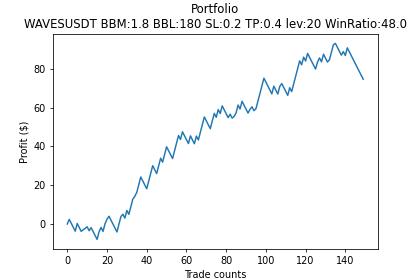 Portfolio
WAVESUSDT BBM:1.8 BBL:180 SL:0.2 TP:0.4 lev:20 WinRatio:48.0
80
60
40
20
0
Profit ($)
0 20 40 60 80 100 120 140
Trade counts